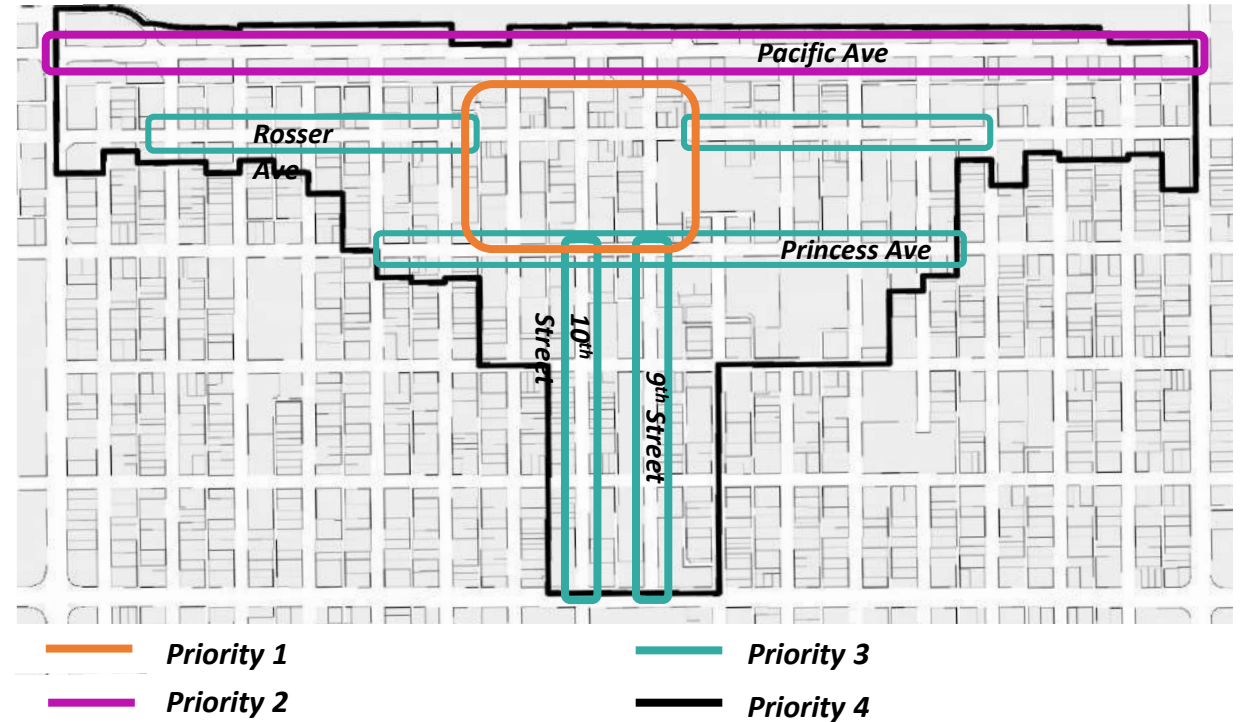 Pacific Ave
Rosser
Ave
Princess Ave
10th
Street
9th Street
Priority 1
Priority 3
Priority 2
Priority 4